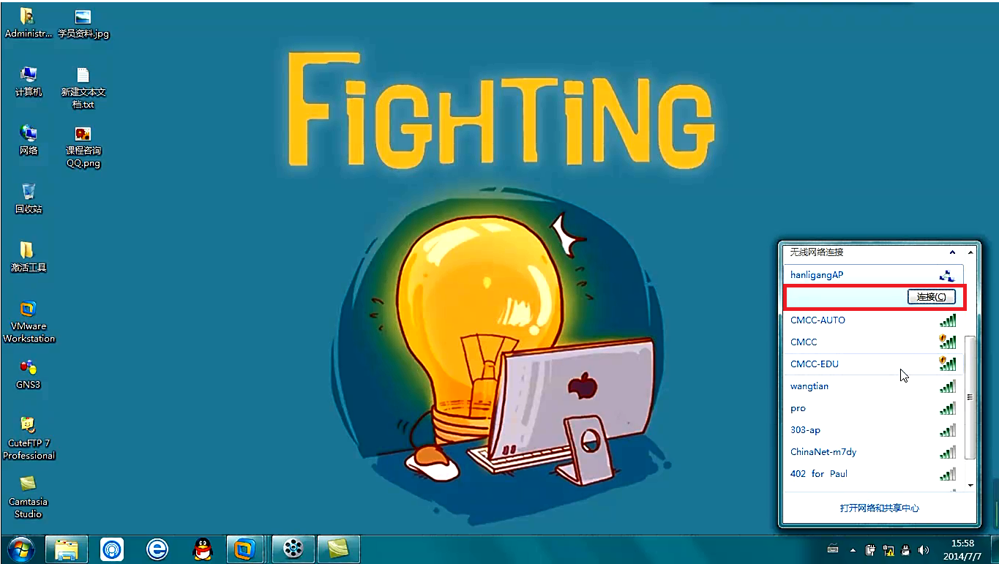 Administr...
学员资料.jpg
计算机
新建文本文
档.txt
网络
课程咨询
QQ.png
回收站
激活工具
VMware
Workstation
GNS3
CuteFTP 7
Professional
Camtasia
Studio
FiGHTiNG
无线网络连接
hanligangAP
连接(C)
CMCC-AUTO
CMCC
CMCC-EDU
wangtian
pro
303-ap
ChinaNet-m7dy
402 for Paul
打开网络和共享中心
15:58
2014/7/7